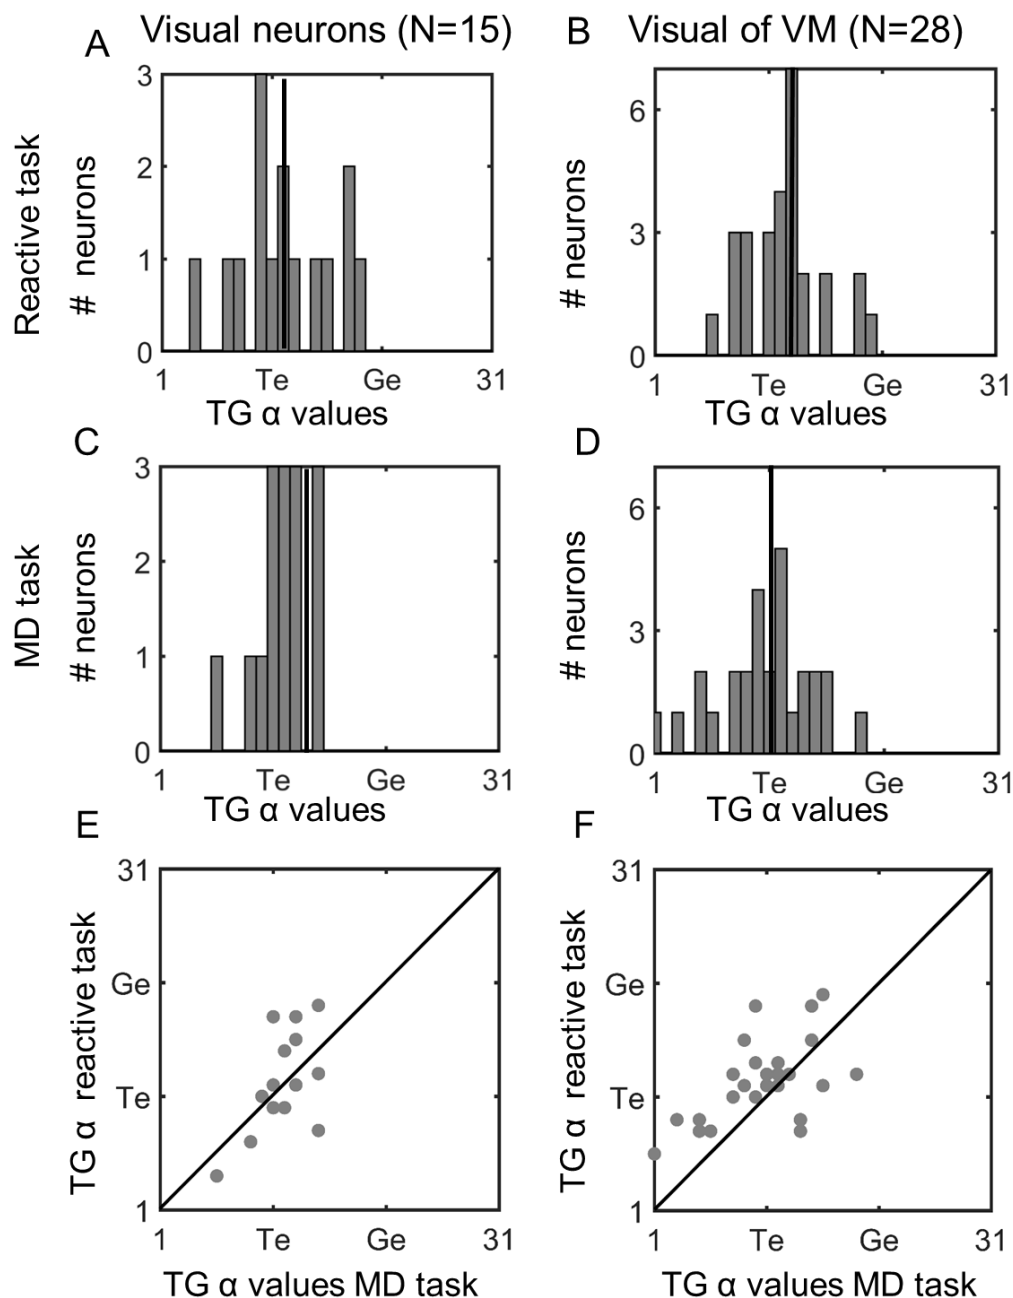 A Visual neurons (N=15)
B Visual of VM (N=28)
Reactive task
# neurons
3
2
1
0
1 Te Ge 31
TG α values
# neurons
6
3
0
1 Te Ge 31
TG α values
C
MD task
# neurons
3
2
1
0
1 Te Ge 31
TG α values
D
# neurons
6
3
0
1 Te Ge 31
TG α values
E
TG α reactive task
31
Ge
Te
1
1 Te Ge 31
TG α values MD task
F
TG α reactive task
31
Ge
Te
1
1 Te Ge 31
TG α values MD task